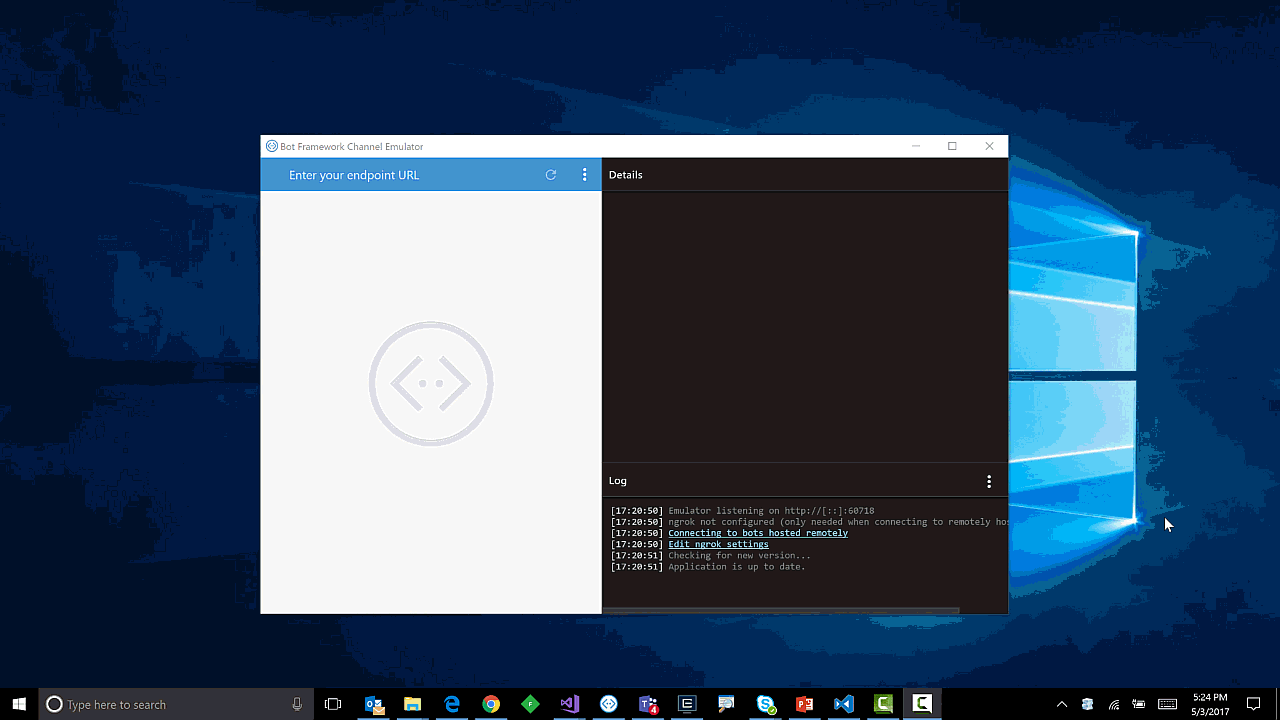 Bot Framework Channel Emulator
Enter your endpoint URL
Details
Log
[17:20:50] Emulator listening on http://[::]:60718
[17:20:50] ngrok not configured (only needed when connecting to remotely hos
[17:20:50] Connecting to bots hosted remotely
[17:20:50] Edit ngrok settings
[17:20:51] Checking for new version...
[17:20:51] Application is up to date.
Type here to search
4
5:24 PM
5/3/2017